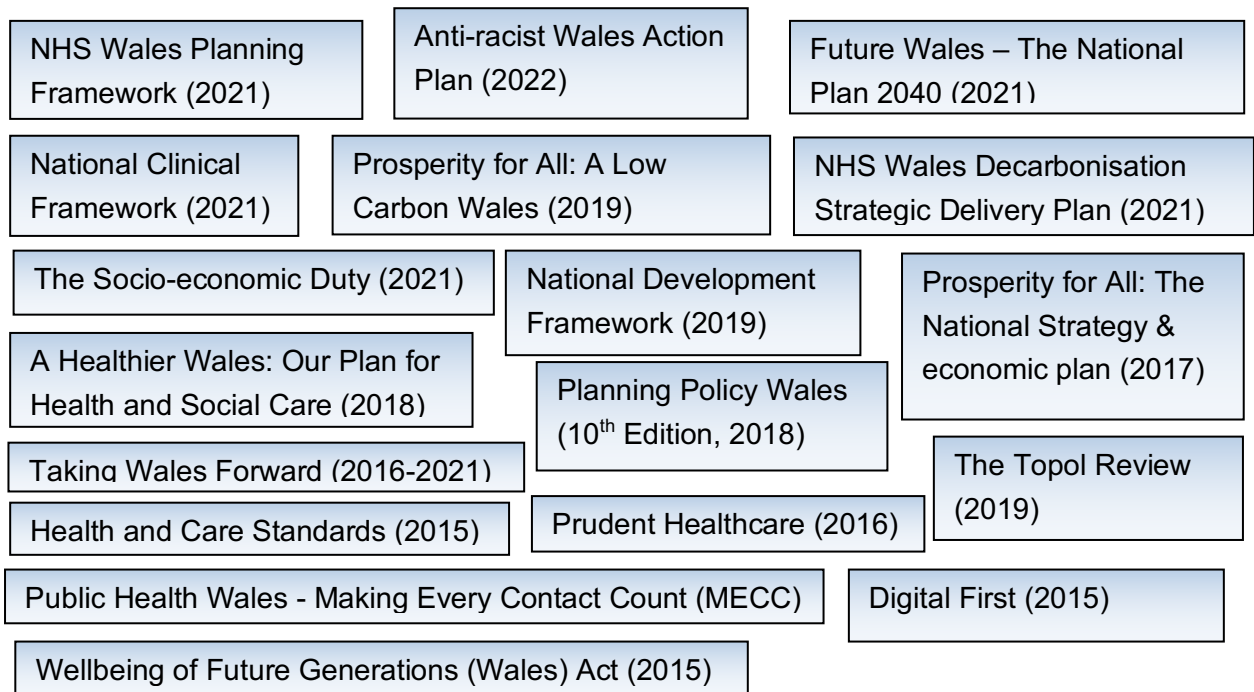 NHS Wales Planning
Framework (2021)
Anti-racist Wales Action
Plan (2022)
Future Wales – The National
Plan 2040 (2021)
National Clinical
Framework (2021)
Prosperity for All: A Low
Carbon Wales (2019)
NHS Wales Decarbonisation
Strategic Delivery Plan (2021)
The Socio-economic Duty (2021)
National Development
Framework (2019)
Prosperity for All: The
National Strategy &
economic plan (2017)
A Healthier Wales: Our Plan for
Health and Social Care (2018)
Planning Policy Wales
(10th Edition, 2018)
Taking Wales Forward (2016-2021)
The Topol Review
(2019)
Health and Care Standards (2015)
Prudent Healthcare (2016)
Public Health Wales - Making Every Contact Count (MECC)
Digital First (2015)
Wellbeing of Future Generations (Wales) Act (2015)